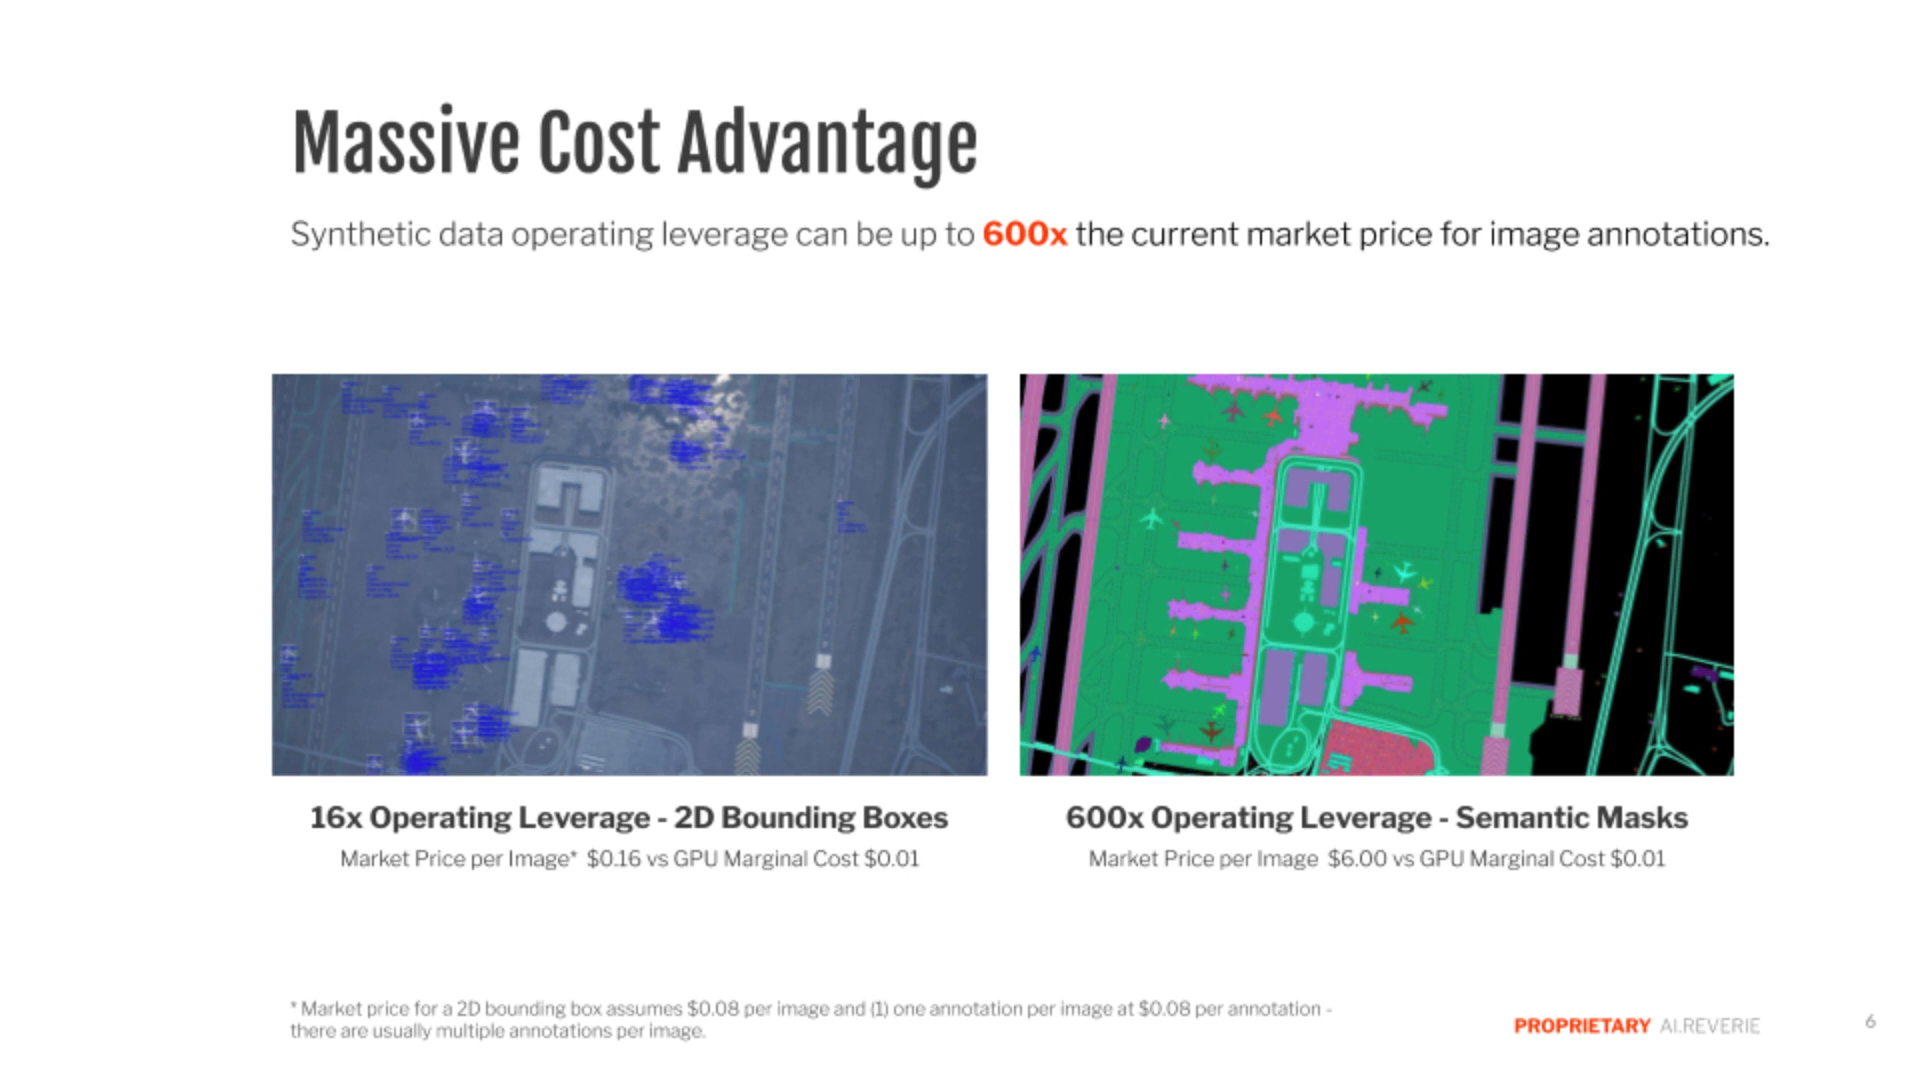 Massive Cost Advantage
Synthetic data operating leverage can be up to 600x the current market price for image annotations.
16x Operating Leverage - 2D Bounding Boxes
Market Price per Image* $0.16 vs GPU Marginal Cost $0.01
600x Operating Leverage - Semantic Masks
Market Price per Image $6.00 vs GPU Marginal Cost $0.01
* Market price for a 2D bounding box assumes $0.08 per image and (1) one annotation per image at $0.08 per annotation -
there are usually multiple annotations per image.
PROPRIETARY AI.REVERIE
6